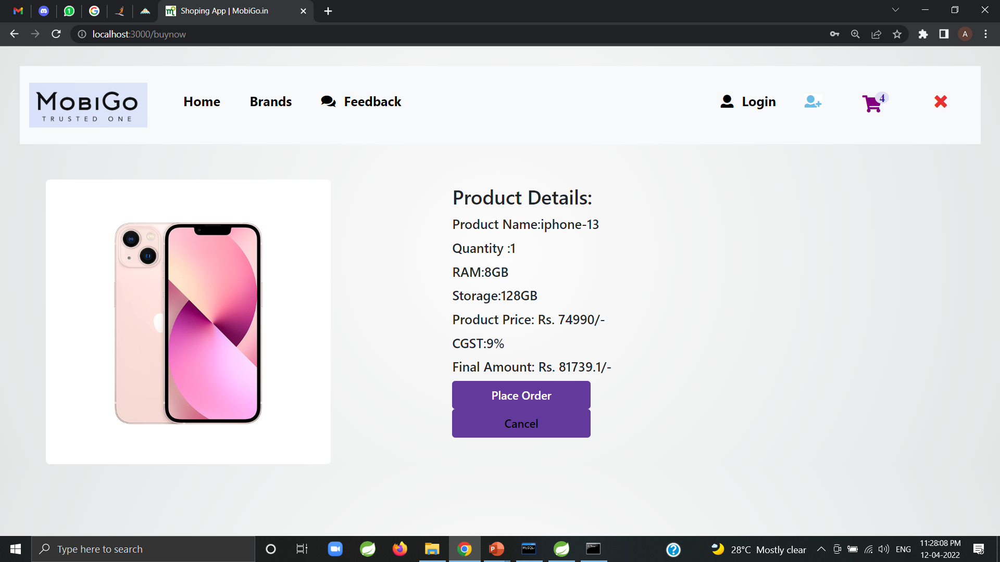 1
Shoping App | MobiGo.in
localhost:3000/buynow
A
MOBIGO
TRUSTED ONE
Home
Brands
Feedback
Login
4
Product Details:
Product Name:iphone-13
Quantity :1
RAM:8GB
Storage:128GB
Product Price: Rs. 74990/-
CGST:9%
Final Amount: Rs. 81739.1/-
Place Order
Cancel
Type here to search
P
MySQL
28°C Mostly clear
ENG
11:28:08 PM
12-04-2022